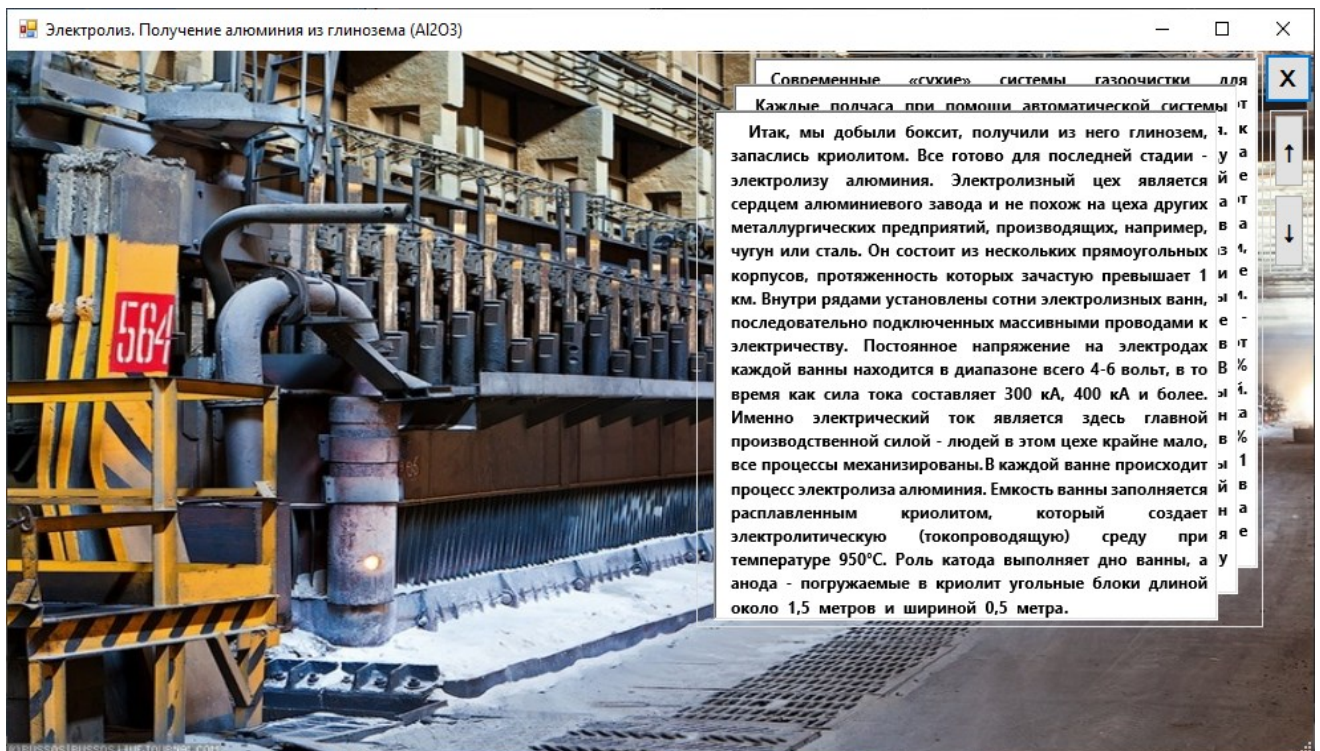 Электролиз. Получение алюминия из глинозема (Al2O3)
Современные «сухие» системы газоочистки для
X
Каждые полчаса при помощи автоматической системы
Итак, мы добыли боксит, получили из него глинозем,
запаслись криолитом. Все готово для последней стадии -
электролизу алюминия. Электролизный цех является
сердцем алюминиевого завода и не похож на цеха других
металлургических предприятий, производящих, например,
чугун или сталь. Он состоит из нескольких прямоугольных
корпусов, протяженность которых зачастую превышает 1
км. Внутри рядами установлены сотни электролизных ванн,
последовательно подключенных массивными проводами к
электричеству. Постоянное напряжение на электродах
каждой ванны находится в диапазоне всего 4-6 вольт, в то
время как сила тока составляет 300 кА, 400 кА и более.
Именно электрический ток является здесь главной
производственной силой - людей в этом цехе крайне мало,
все процессы механизированы.В каждой ванне происходит
процесс электролиза алюминия. Емкость ванны заполняется
расплавленным криолитом, который создает
электролитическую (токопроводящую) среду при
температуре 950°C. Роль катода выполняет дно ванны, а
анода - погружаемые в криолит угольные блоки длиной
около 1,5 метров и шириной 0,5 метра.
↑
↓
564